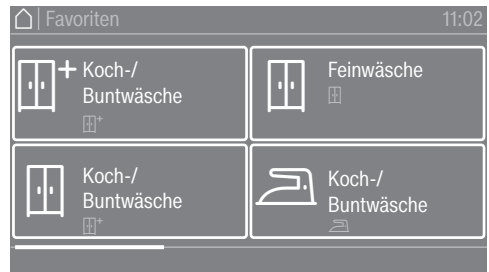 Favoriten 11:02
Koch-/
Buntwäsche
Feinwäsche
Koch-/
Buntwäsche
Koch-/
Buntwäsche